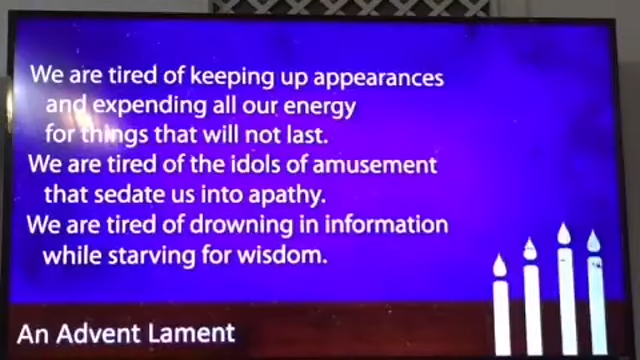 We are tired of keeping up appearances
and expending all our energy
for things that will not last.
We are tired of the idols of amusement
that sedate us into apathy.
We are tired of drowning in information
while starving for wisdom.
An Advent Lament